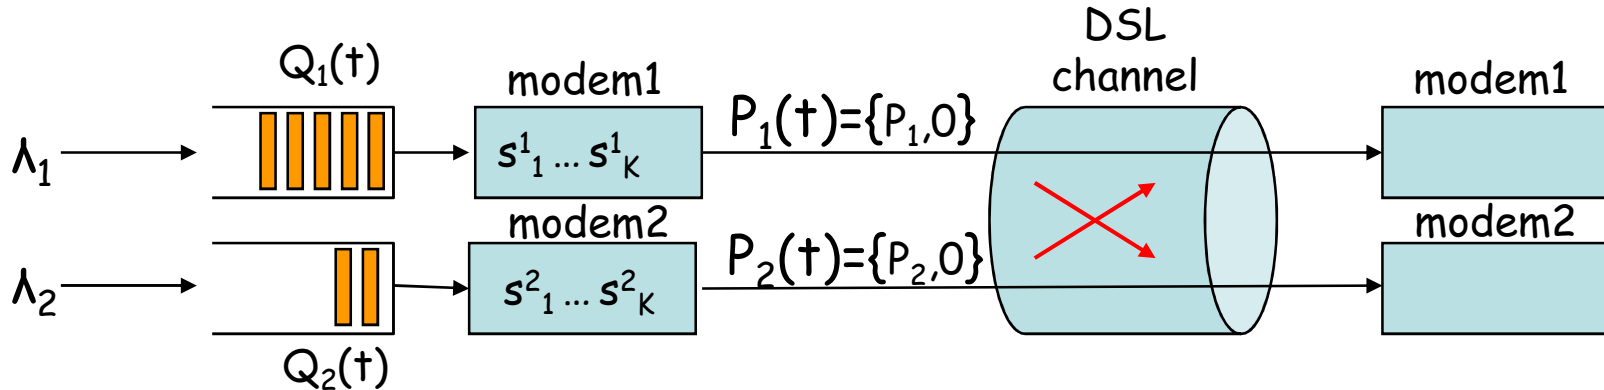 DSL
channel
Q₁(t)
modem1
modem1
λ₁
s¹₁ ... s¹K
P₁(t)={P₁,0}
modem2
modem2
λ₂
s²₁ ... s²K
P₂(t)={P₂,0}
Q₂(t)